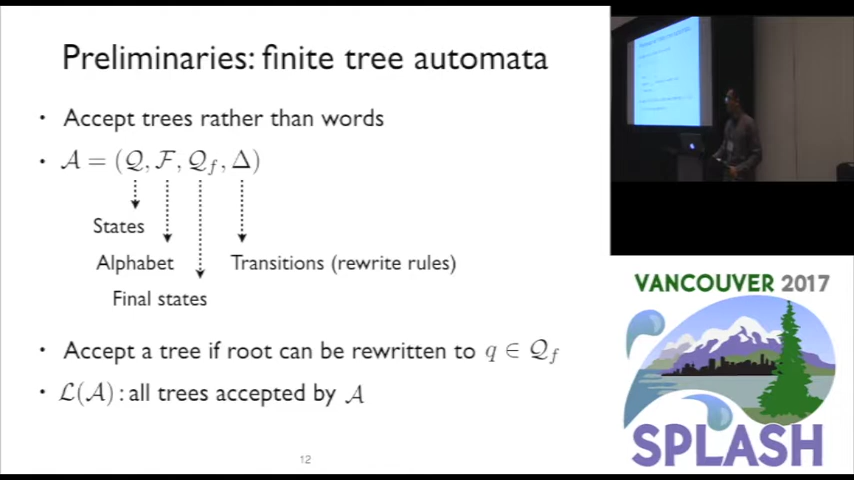 Preliminaries: finite tree automata
• Accept trees rather than words
• 𝒜 = (𝒬, ℱ, 𝒬_f, Δ)
States
Alphabet
Transitions (rewrite rules)
Final states
• Accept a tree if root can be rewritten to q ∈ 𝒬_f
• ℒ(𝒜) : all trees accepted by 𝒜
12
VANCOUVER 2017
SPLASH